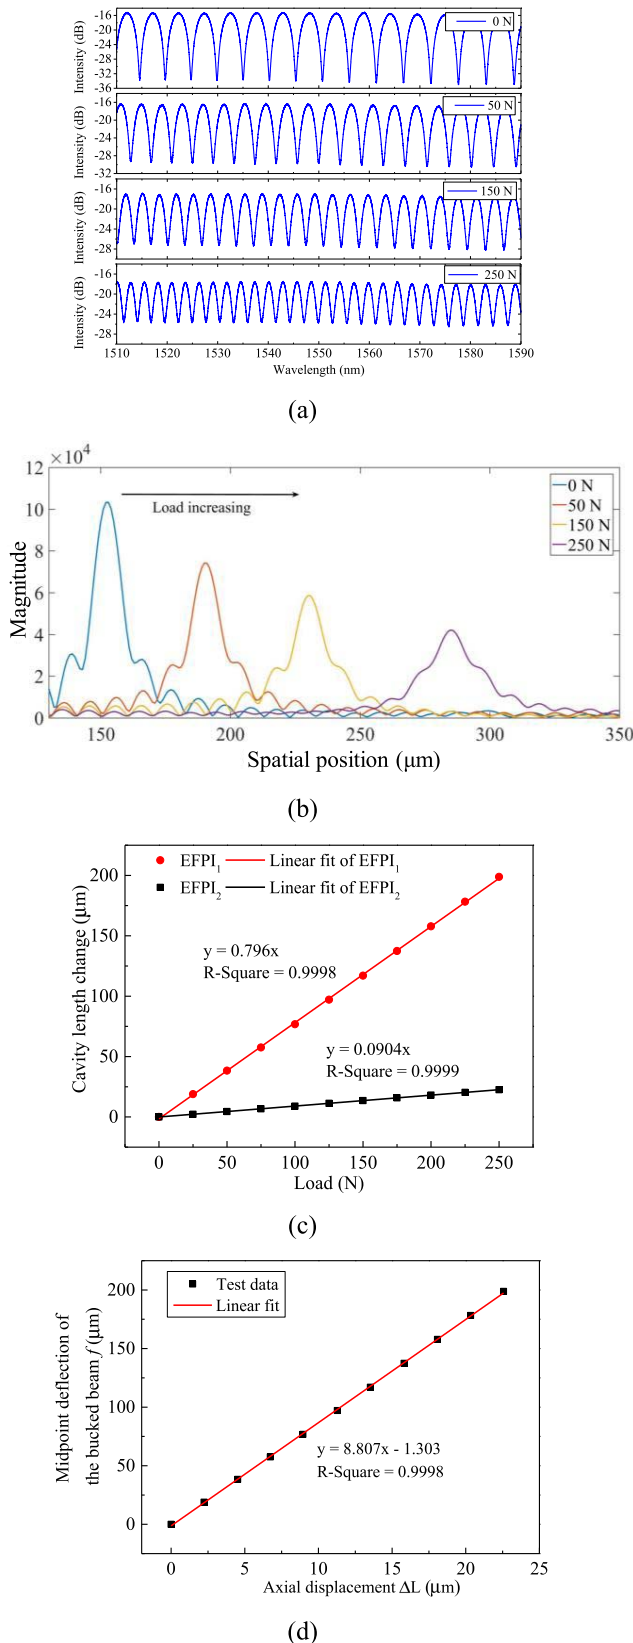 -16
-20
-24
-28
-32
-36
Intensity (dB)
0 N
-16
-20
-24
-28
-32
Intensity (dB)
50 N
-16
-20
-24
-28
Intensity (dB)
150 N
-16
-20
-24
-28
Intensity (dB)
250 N
1510 1520 1530 1540 1550 1560 1570 1580 1590
Wavelength (nm)
(a)
×10⁴
12
10
8
6
4
2
0
Magnitude
Load increasing
0 N
50 N
150 N
250 N
150 200 250 300 350
Spatial position (μm)
(b)
EFPI₁ Linear fit of EFPI₁
EFPI₂ Linear fit of EFPI₂
200
150
100
50
0
Cavity length change (μm)
y = 0.796x
R-Square = 0.9998
y = 0.0904x
R-Square = 0.9999
0 50 100 150 200 250
Load (N)
(c)
Test data
Linear fit
200
150
100
50
0
Midpoint deflection of
the bucked beam f (μm)
y = 8.807x - 1.303
R-Square = 0.9998
0 5 10 15 20 25
Axial displacement ΔL (μm)
(d)